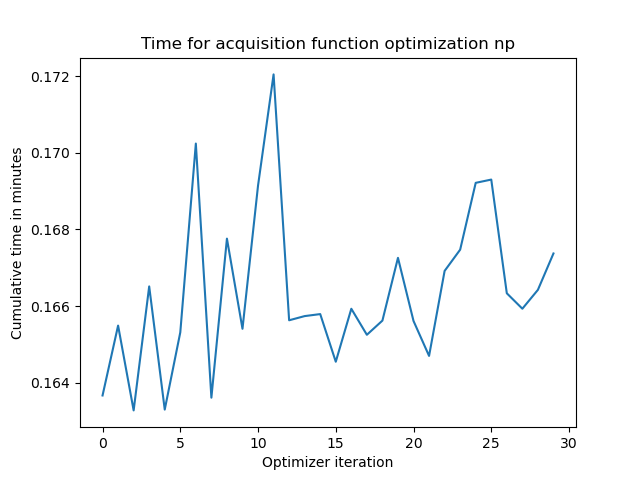 Time for acquisition function optimization np
0.172
0.170
0.168
0.166
0.164
Cumulative time in minutes
0 5 10 15 20 25 30
Optimizer iteration